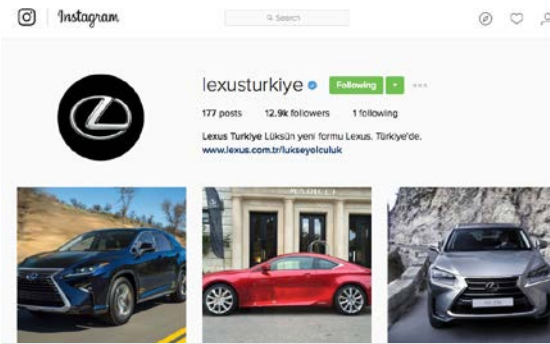 Instagram
Search
lexusturkiye Following
177 posts 12.9k followers 1 following
Lexus Turkiye Lüksün yeni formu Lexus, Türkiye'de.
www.lexus.com.tr/lukseyolculuk